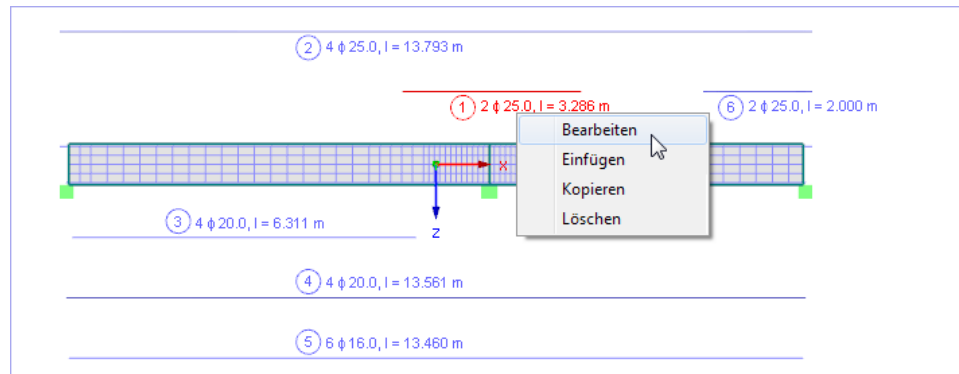 2 4 ϕ 25.0, l = 13.793 m
1 2 ϕ 25.0, l = 3.286 m
6 2 ϕ 25.0, l = 2.000 m
Bearbeiten
Einfügen
Kopieren
Löschen
x
z
3 4 ϕ 20.0, l = 6.311 m
4 4 ϕ 20.0, l = 13.561 m
5 6 ϕ 16.0, l = 13.460 m